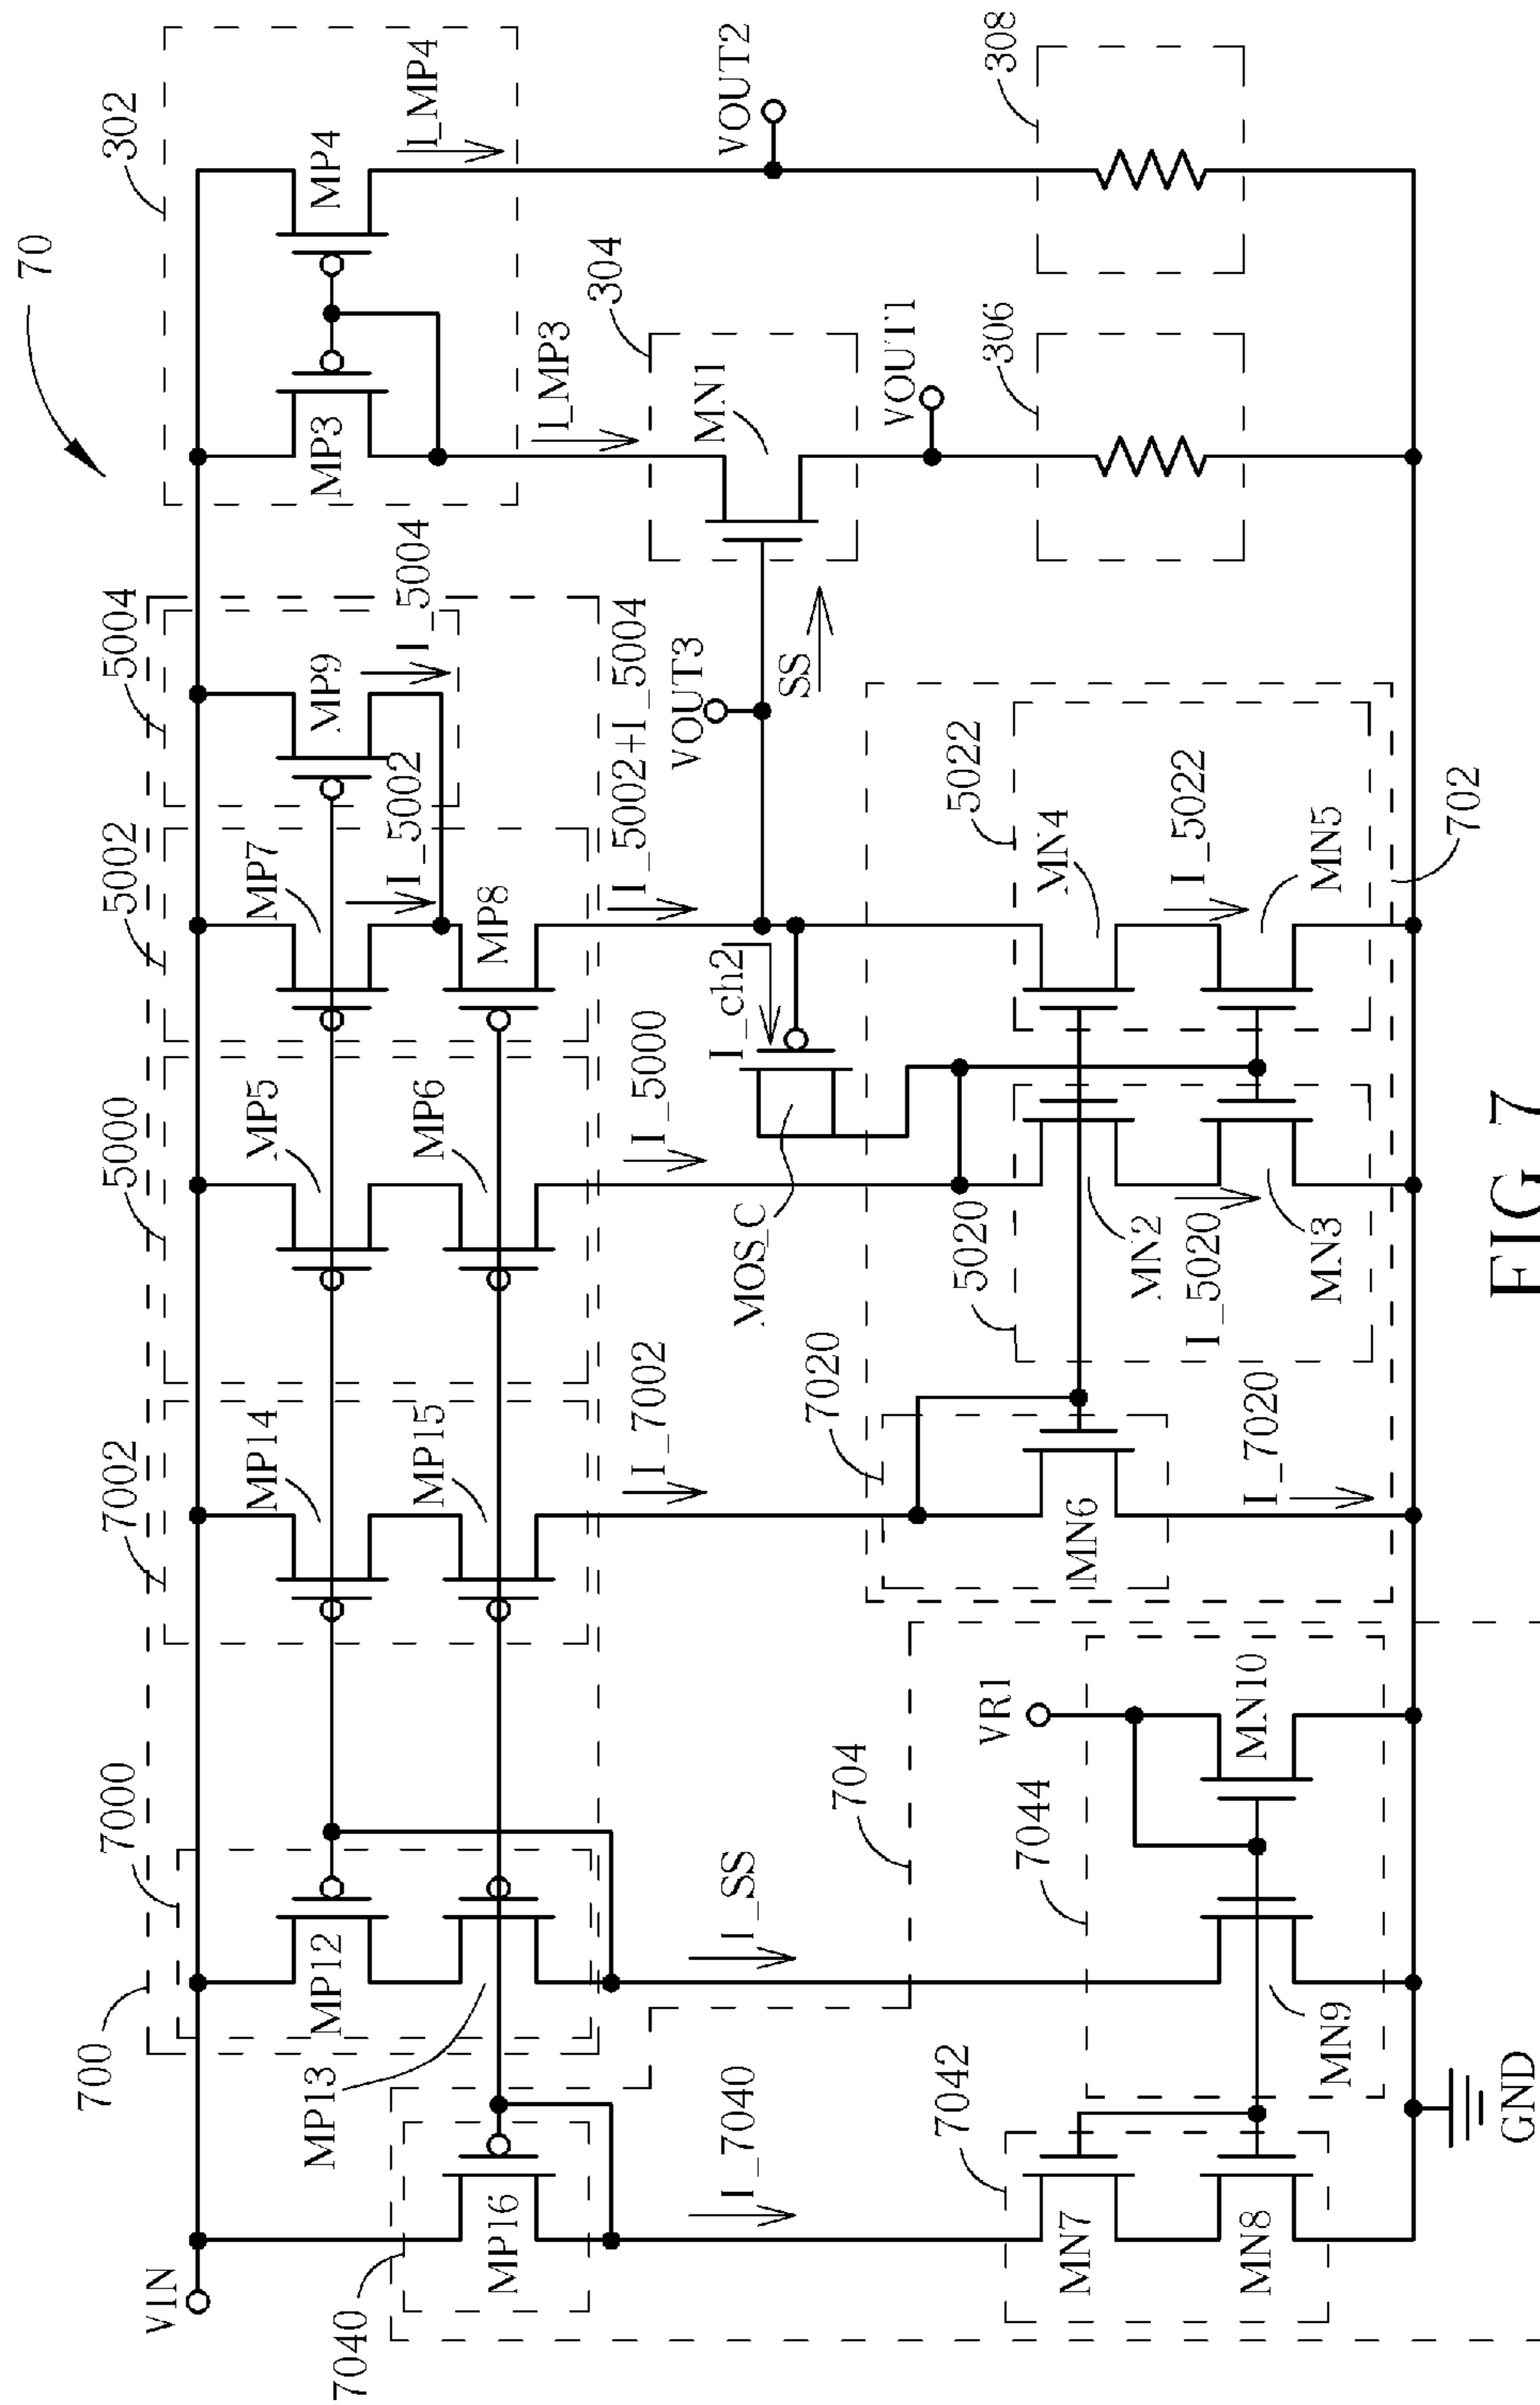 70
302
MP4
I_MP4
MP3
I_MP3
VOUT2
308
304
MN1
VOUT1
306
5004
MP9
I_5004
5002
MP7
I_5002
MP8
I_5002+I_5004
VOUT3
SS
I_ch2
MOS_C
5022
MN4
I_5022
MN5
702
5000
MP5
MP6
I_5000
5020
MN2
I_5020
MN3
7002
MP14
MP15
I_7002
7020
MN6
I_7020
7000
700
MP12
MP13
I_SS
704
VR1
7044
MN10
MN9
VIN
7040
MP16
I_7040
7042
MN7
MN8
GND
FIG 7